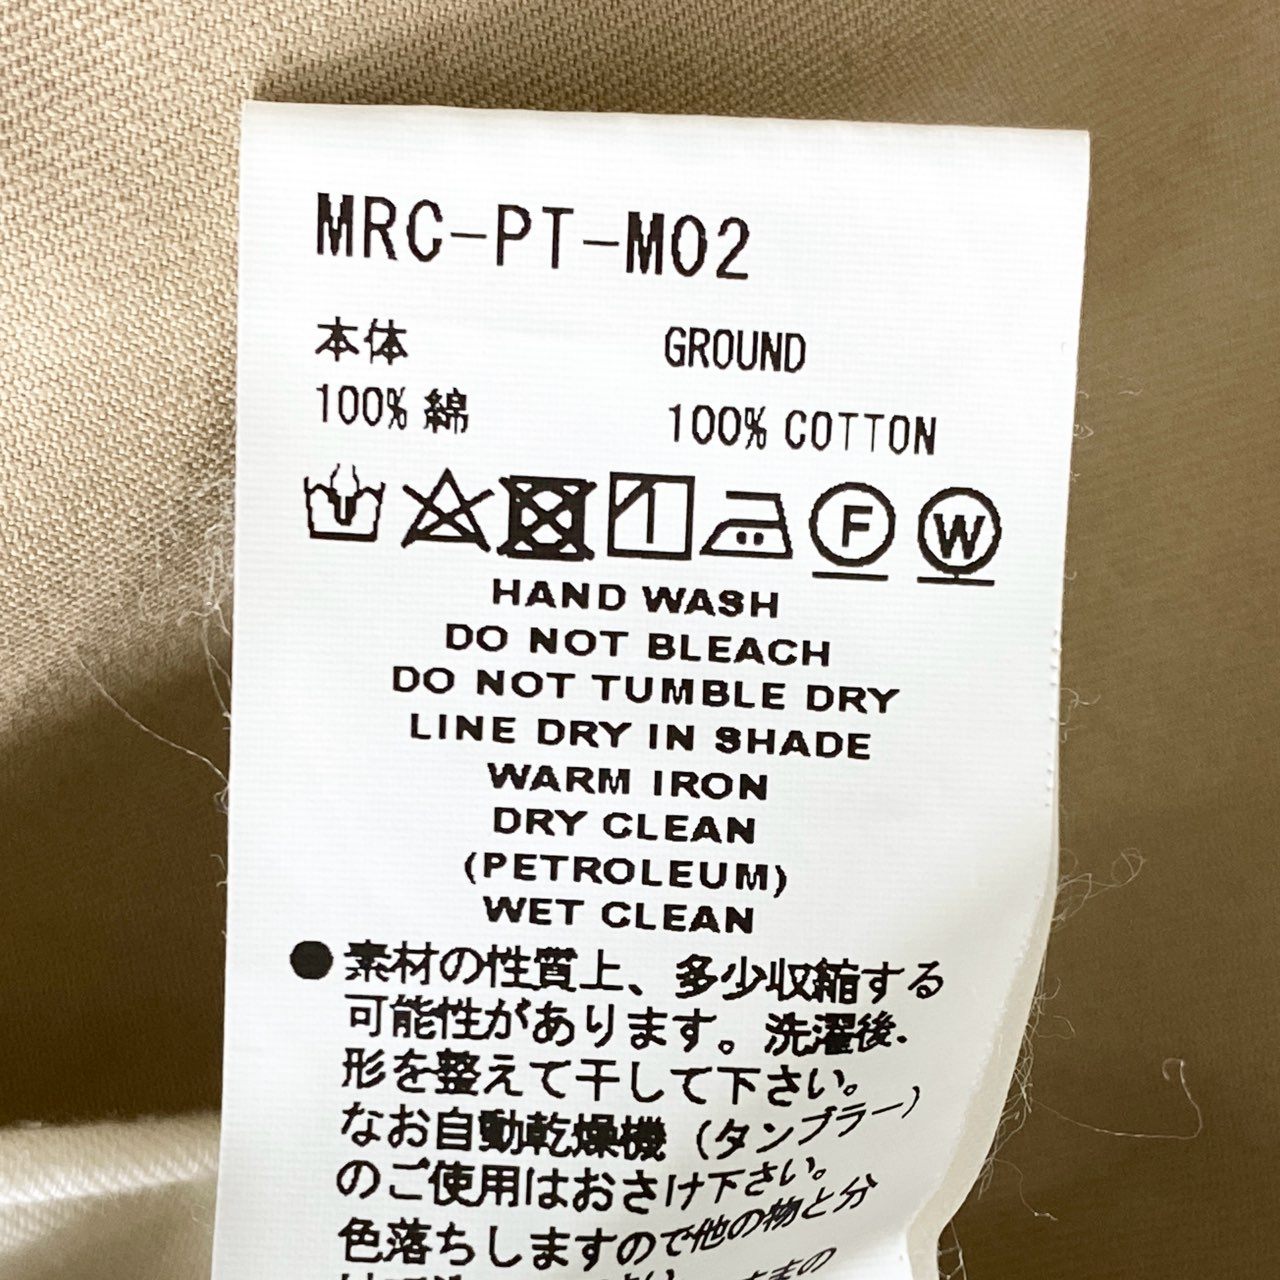 MRC-PT-M02
本体 GROUND
100% 綿 100% COTTON
F W
HAND WASH
DO NOT BLEACH
DO NOT TUMBLE DRY
LINE DRY IN SHADE
WARM IRON
DRY CLEAN
(PETROLEUM)
WET CLEAN
●素材の性質上、多少収縮する
可能性があります。洗濯後、
形を整えて干して下さい。
なお自動乾燥機（タンブラー）
のご使用はおさけ下さい。
色落ちしますので他の物と分